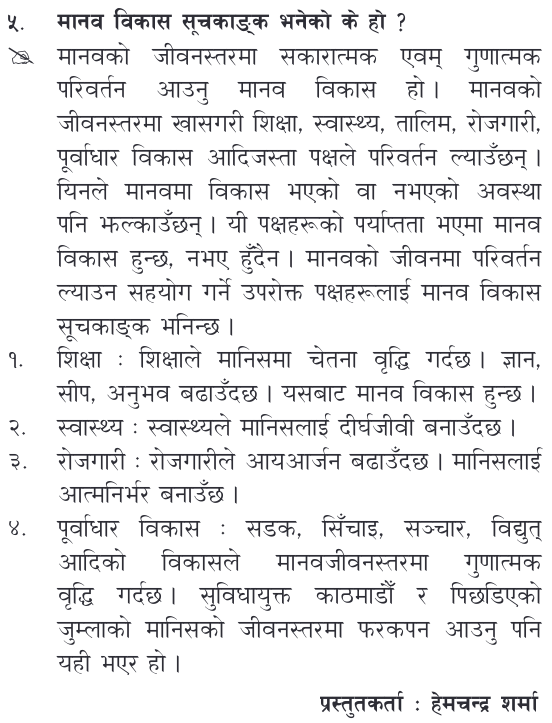 ५. मानव विकास सूचकाङ्क भनेको के हो ?
मानवको जीवनस्तरमा सकारात्मक एवम् गुणात्मक
परिवर्तन आउनु मानव विकास हो । मानवको
जीवनस्तरमा खासगरी शिक्षा, स्वास्थ्य, तालिम, रोजगारी,
पूर्वाधार विकास आदिजस्ता पक्षले परिवर्तन ल्याउँछन् ।
यिनले मानवमा विकास भएको वा नभएको अवस्था
पनि झल्काउँछन् । यी पक्षहरूको पर्याप्तता भएमा मानव
विकास हुन्छ, नभए हुँदैन । मानवको जीवनमा परिवर्तन
ल्याउन सहयोग गर्ने उपरोक्त पक्षहरूलाई मानव विकास
सूचकाङ्क भनिन्छ ।
१. शिक्षा : शिक्षाले मानिसमा चेतना वृद्धि गर्दछ । ज्ञान,
सीप, अनुभव बढाउँदछ । यसबाट मानव विकास हुन्छ ।
२. स्वास्थ्य : स्वास्थ्यले मानिसलाई दीर्घजीवी बनाउँदछ ।
३. रोजगारी : रोजगारीले आयआर्जन बढाउँदछ । मानिसलाई
आत्मनिर्भर बनाउँछ ।
४. पूर्वाधार विकास : सडक, सिँचाइ, सञ्चार, विद्युत्
आदिको विकासले मानवजीवनस्तरमा गुणात्मक
वृद्धि गर्दछ । सुविधायुक्त काठमाडौँ र पिछडिएको
जुम्लाको मानिसको जीवनस्तरमा फरकपन आउनु पनि
यही भएर हो ।
प्रस्तुतकर्ता : हेमचन्द्र शर्मा